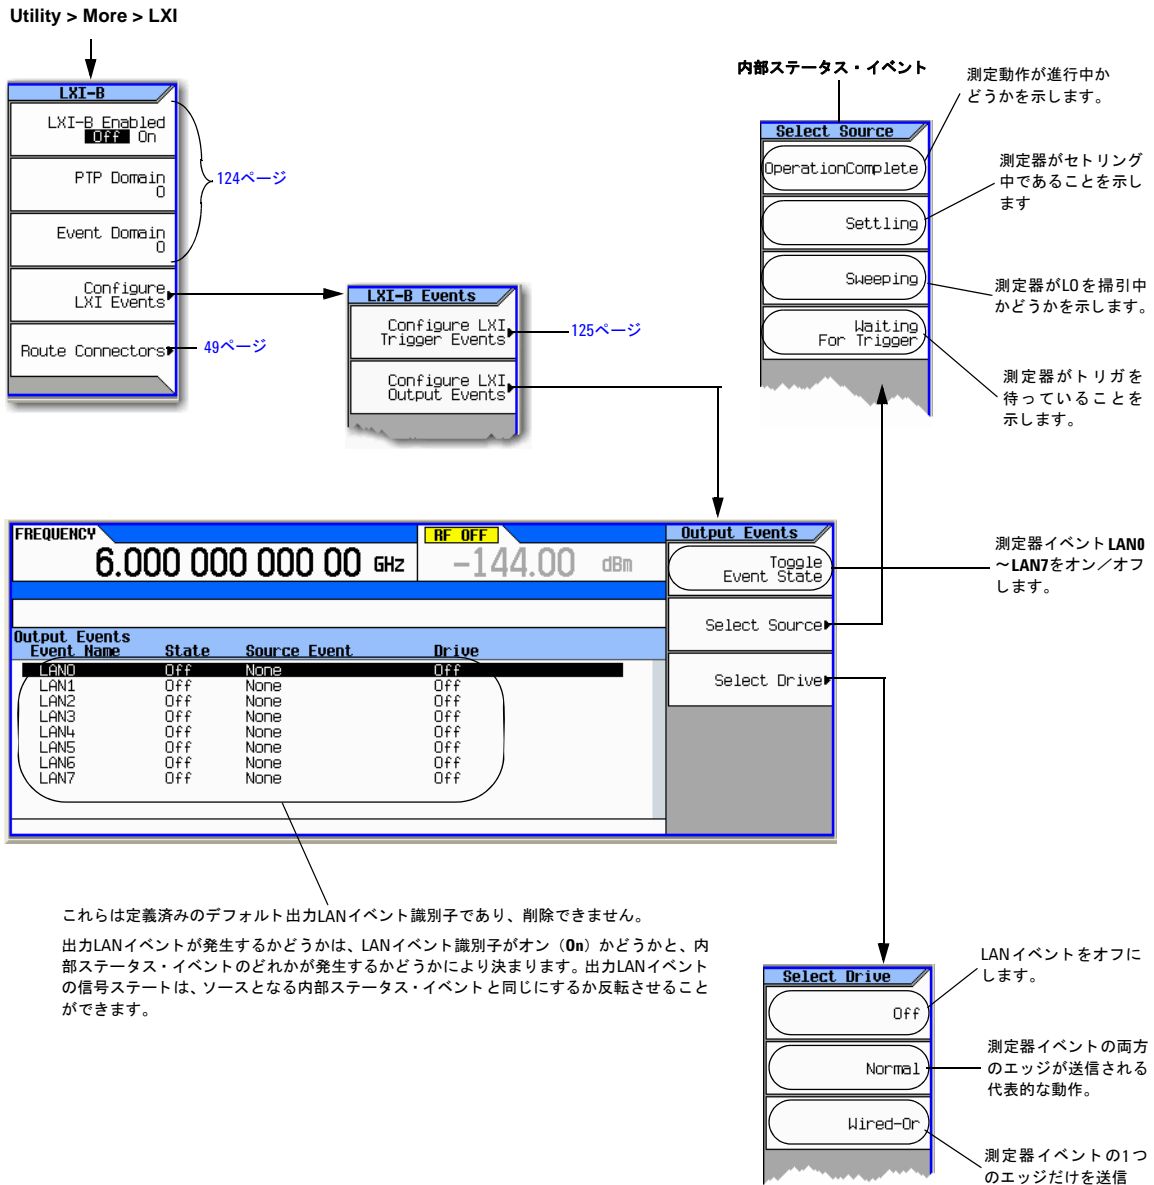 Utility > More > LXI
LXI-B
LXI-B Enabled
Off On
PTP Domain
0
Event Domain
0
Configure
LXI Events
Route Connectors
124ページ
49ページ
LXI-B Events
Configure LXI
Trigger Events
Configure LXI
Output Events
125ページ
内部ステータス・イベント
Select Source
OperationComplete
Settling
Sweeping
Waiting
For Trigger
測定動作が進行中か
どうかを示します。
測定器がセトリング
中であることを示し
ます
測定器がLOを掃引中
かどうかを示します。
測定器がトリガを
待っていることを
示します。
FREQUENCY
6.000 000 000 00 GHz
RF OFF
-144.00 dBm
Output Events
Event Name State Source Event Drive
LAN0 Off None Off
LAN1 Off None Off
LAN2 Off None Off
LAN3 Off None Off
LAN4 Off None Off
LAN5 Off None Off
LAN6 Off None Off
LAN7 Off None Off
Output Events
Toggle
Event State
Select Source
Select Drive
測定器イベントLAN0
～LAN7をオン／オフ
します。
これらは定義済みのデフォルト出力LANイベント識別子であり、削除できません。
出力LANイベントが発生するかどうかは、LANイベント識別子がオン（On）かどうかと、内
部ステータス・イベントのどれかが発生するかどうかにより決まります。出力LANイベント
の信号ステートは、ソースとなる内部ステータス・イベントと同じにするか反転させること
ができます。
Select Drive
Off
Normal
Wired-Or
LANイベントをオフに
します。
測定器イベントの両方
のエッジが送信される
代表的な動作。
測定器イベントの1つ
のエッジだけを送信